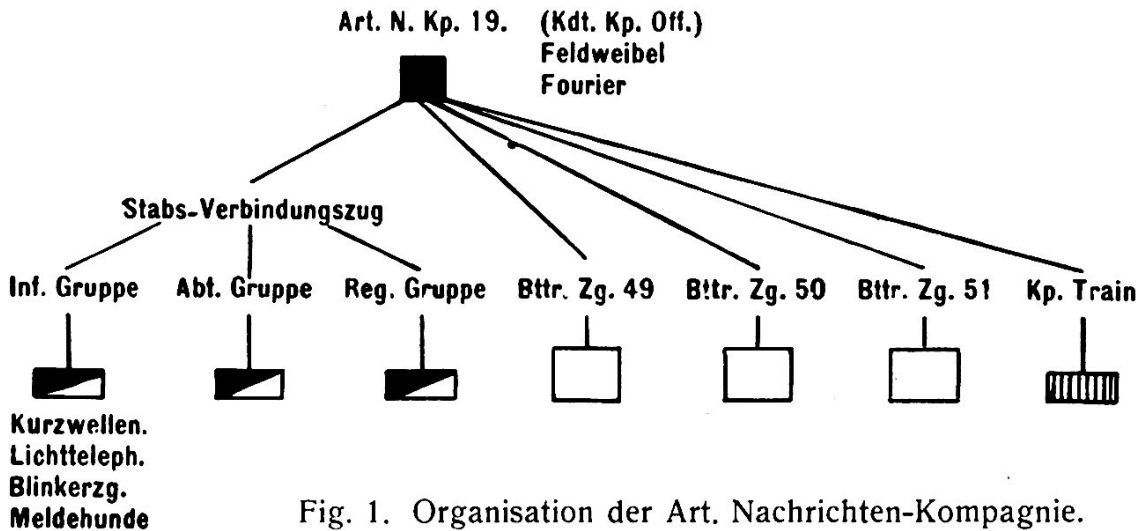 Art. N. Kp. 19. (Kdt. Kp. Off.)
Feldweibel
Fourier
Stabs-Verbindungszug
Inf. Gruppe Abt. Gruppe Reg. Gruppe Bttr. Zg. 49 Bttr. Zg. 50 Bttr. Zg. 51 Kp. Train
Kurzwellen.
Lichtteleph.
Blinkerzg.
Meldehunde
Fig. 1. Organisation der Art. Nachrichten-Kompagnie.